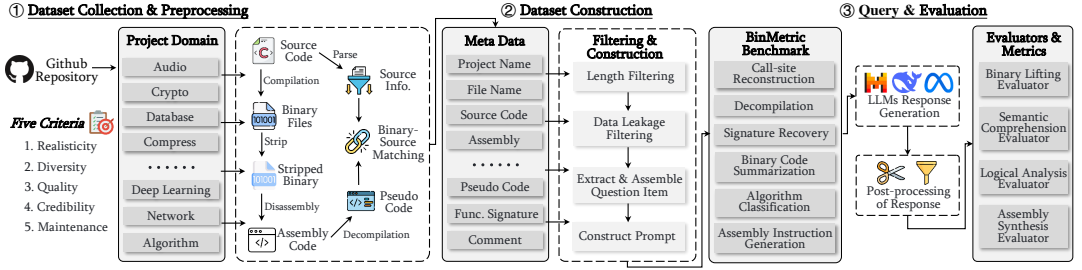 ① Dataset Collection & Preprocessing
Github
Repository
Five Criteria
1. Realisticity
2. Diversity
3. Quality
4. Credibility
5. Maintenance
Project Domain
Audio
Crypto
Database
Compress
......
Deep Learning
Network
Algorithm
Source
Code
C
Parse
Compilation
Source
Info.
Binary
Files
101001
Strip
Binary-
Source
Matching
Stripped
Binary
101001
Disassembly
Pseudo
Code
Assembly
Code
Decompilation
② Dataset Construction
Meta Data
Project Name
File Name
Source Code
Assembly
......
Pseudo Code
Func. Signature
Comment
Filtering &
Construction
Length Filtering
Data Leakage
Filtering
Extract & Assemble
Question Item
Construct Prompt
BinMetric
Benchmark
Call-site
Reconstruction
Decompilation
Signature Recovery
Binary Code
Summarization
Algorithm
Classification
Assembly Instruction
Generation
③ Query & Evaluation
LLMs Response
Generation
Post-processing
of Response
Evaluators &
Metrics
Binary Lifting
Evaluator
Semantic
Comprehension
Evaluator
Logical Analysis
Evaluator
Assembly
Synthesis
Evaluator